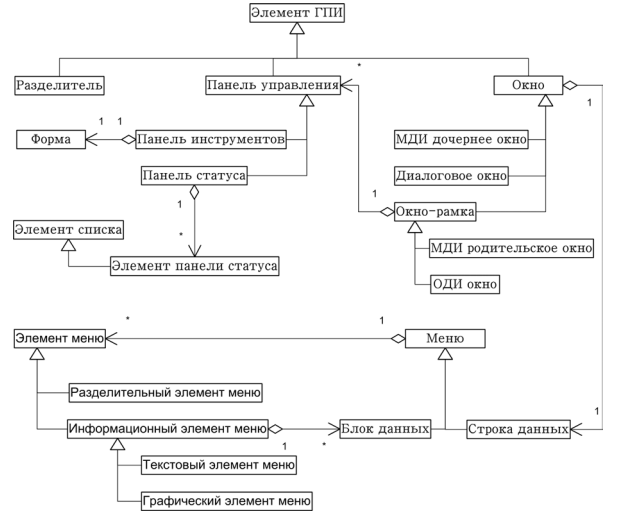 Элемент ГПИ
*
Разделитель
Панель управления
Окно
1
1
1
Форма
Панель инструментов
МДИ дочернее окно
Панель статуса
Диалоговое окно
1
1
Окно-рамка
Элемент списка
*
МДИ родительское окно
Элемент панели статуса
ОДИ окно
*
1
Элемент меню
Меню
Разделительный элемент меню
1
Информационный элемент меню
Блок данных
Строка данных
1
*
Текстовый элемент меню
Графический элемент меню